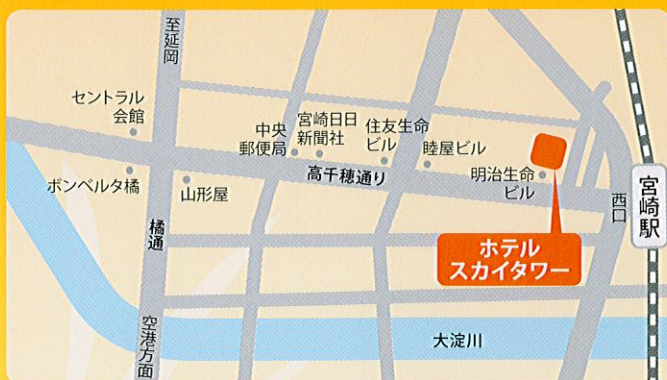 至延岡
セントラル
会館
中央
郵便局
宮崎日日
新聞社
住友生命
ビル
睦屋ビル
ボンベルタ橘
山形屋
高千穂通り
明治生命
ビル
西口
宮崎駅
橘通
ホテル
スカイタワー
空港方面
大淀川